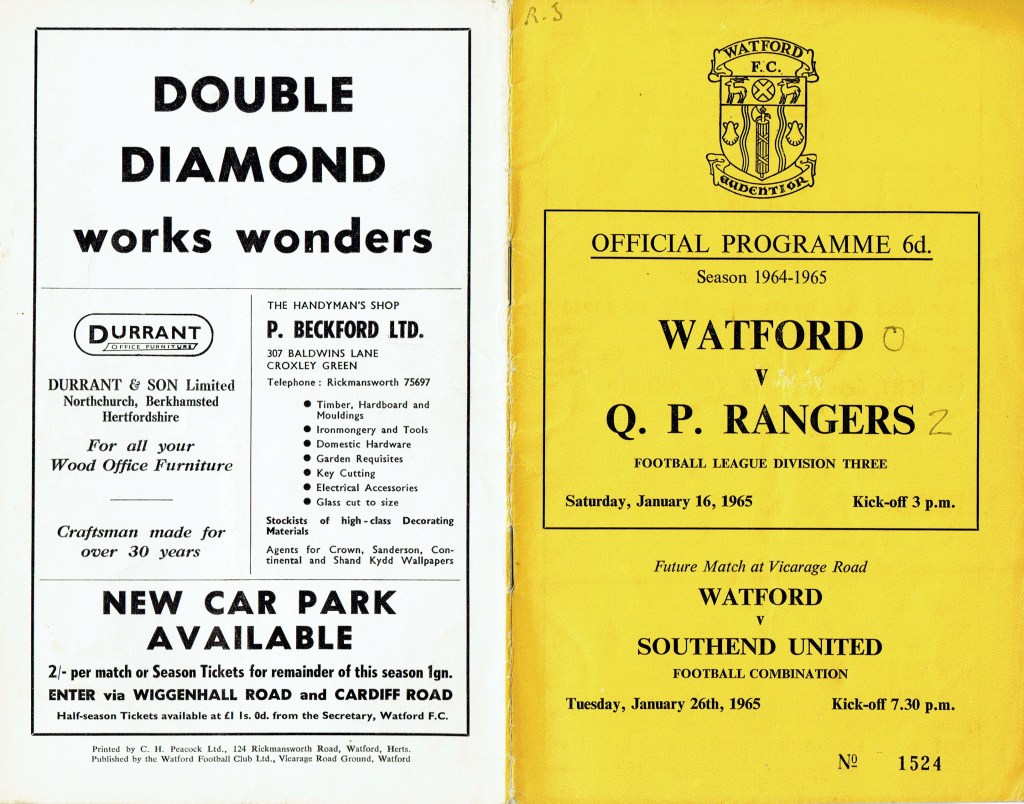 DOUBLE
DIAMOND
works wonders
DURRANT
OFFICE FURNITURE
DURRANT & SON Limited
Northchurch, Berkhamsted
Hertfordshire
For all your
Wood Office Furniture
Craftsman made for
over 30 years
THE HANDYMAN'S SHOP
P. BECKFORD LTD.
307 BALDWINS LANE
CROXLEY GREEN
Telephone : Rickmansworth 75697
● Timber, Hardboard and
Mouldings
● Ironmongery and Tools
● Domestic Hardware
● Garden Requisites
● Key Cutting
● Electrical Accessories
● Glass cut to size
Stockists of high-class Decorating
Materials
Agents for Crown, Sanderson, Con-
tinental and Shand Kydd Wallpapers
NEW CAR PARK
AVAILABLE
2/- per match or Season Tickets for remainder of this season 1gn.
ENTER via WIGGENHALL ROAD and CARDIFF ROAD
Half-season Tickets available at £1 1s. 0d. from the Secretary, Watford F.C.
Printed by C. H. Peacock Ltd., 124 Rickmansworth Road, Watford, Herts.
Published by the Watford Football Club Ltd., Vicarage Road Ground, Watford
WATFORD
F.C.
AUDENTIOR
OFFICIAL PROGRAMME 6d.
Season 1964-1965
WATFORD 0
v
Q. P. RANGERS 2
FOOTBALL LEAGUE DIVISION THREE
Saturday, January 16, 1965 Kick-off 3 p.m.
Future Match at Vicarage Road
WATFORD
v
SOUTHEND UNITED
FOOTBALL COMBINATION
Tuesday, January 26th, 1965 Kick-off 7.30 p.m.
No 1524